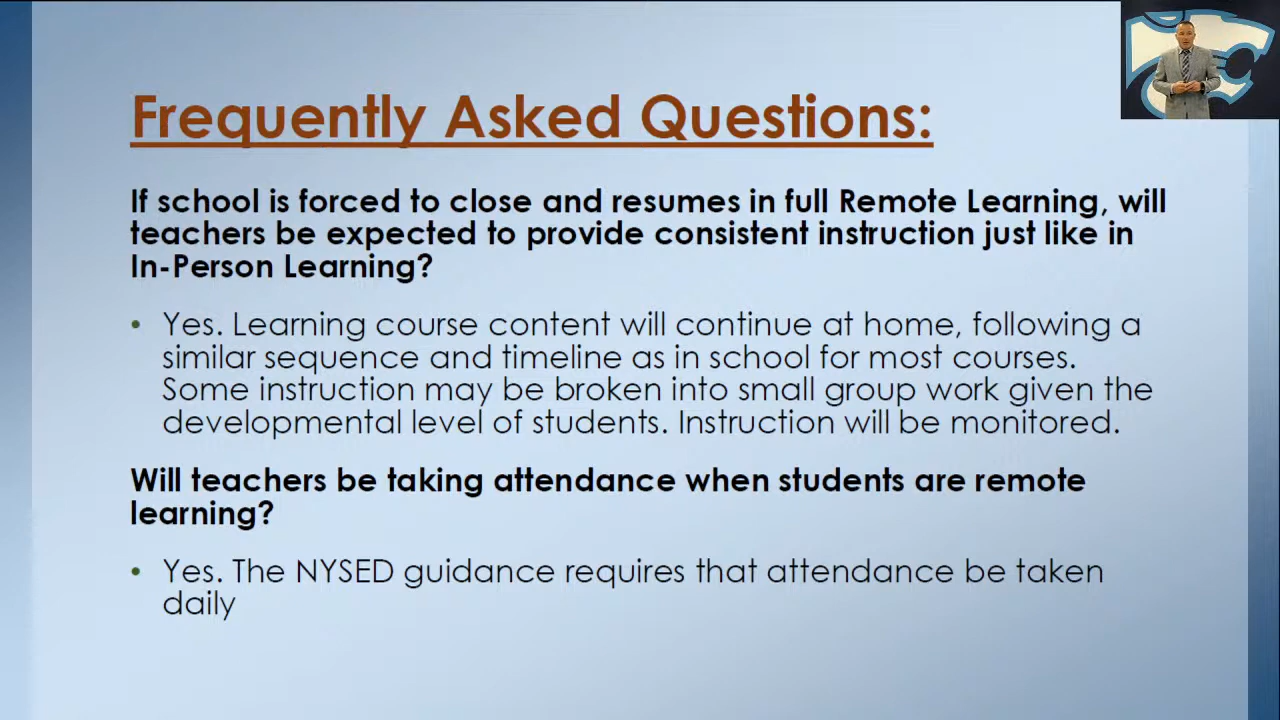 Frequently Asked Questions:
If school is forced to close and resumes in full Remote Learning, will
teachers be expected to provide consistent instruction just like in
In-Person Learning?
• Yes. Learning course content will continue at home, following a
similar sequence and timeline as in school for most courses.
Some instruction may be broken into small group work given the
developmental level of students. Instruction will be monitored.
Will teachers be taking attendance when students are remote
learning?
• Yes. The NYSED guidance requires that attendance be taken
daily